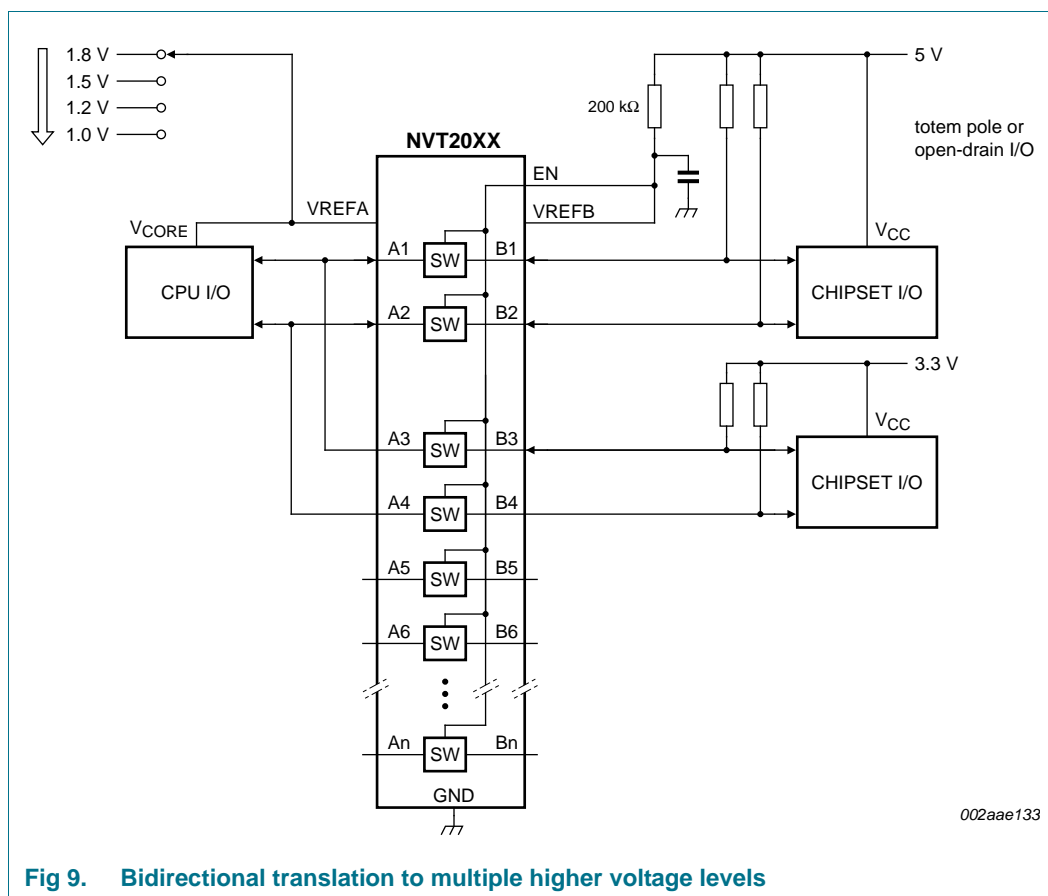 1.8 V
1.5 V
1.2 V
1.0 V
5 V
200 kΩ
totem pole or
open-drain I/O
NVT20XX
EN
VREFA
VREFB
VCORE
VCC
CPU I/O
A1
SW
B1
CHIPSET I/O
A2
SW
B2
3.3 V
VCC
A3
SW
B3
CHIPSET I/O
A4
SW
B4
A5
SW
B5
A6
SW
B6
An
SW
Bn
GND
002aae133
Fig 9. Bidirectional translation to multiple higher voltage levels